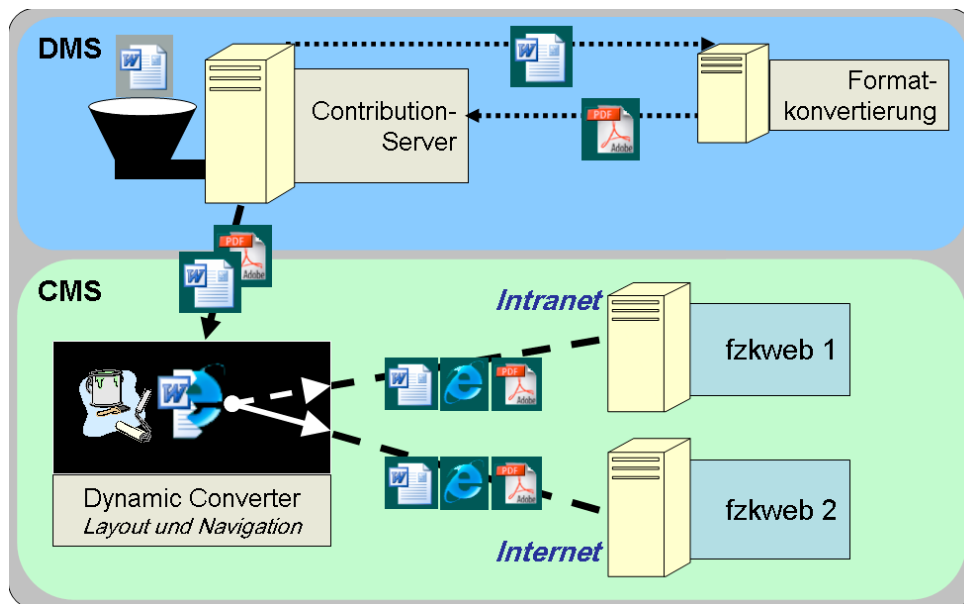 DMS
W
W
Contribution-
Server
Format-
konvertierung
PDF
Adobe
PDF
Adobe
W
CMS
Intranet
fzkweb 1
W
W
PDF
Adobe
Dynamic Converter
Layout und Navigation
W
PDF
Adobe
fzkweb 2
Internet